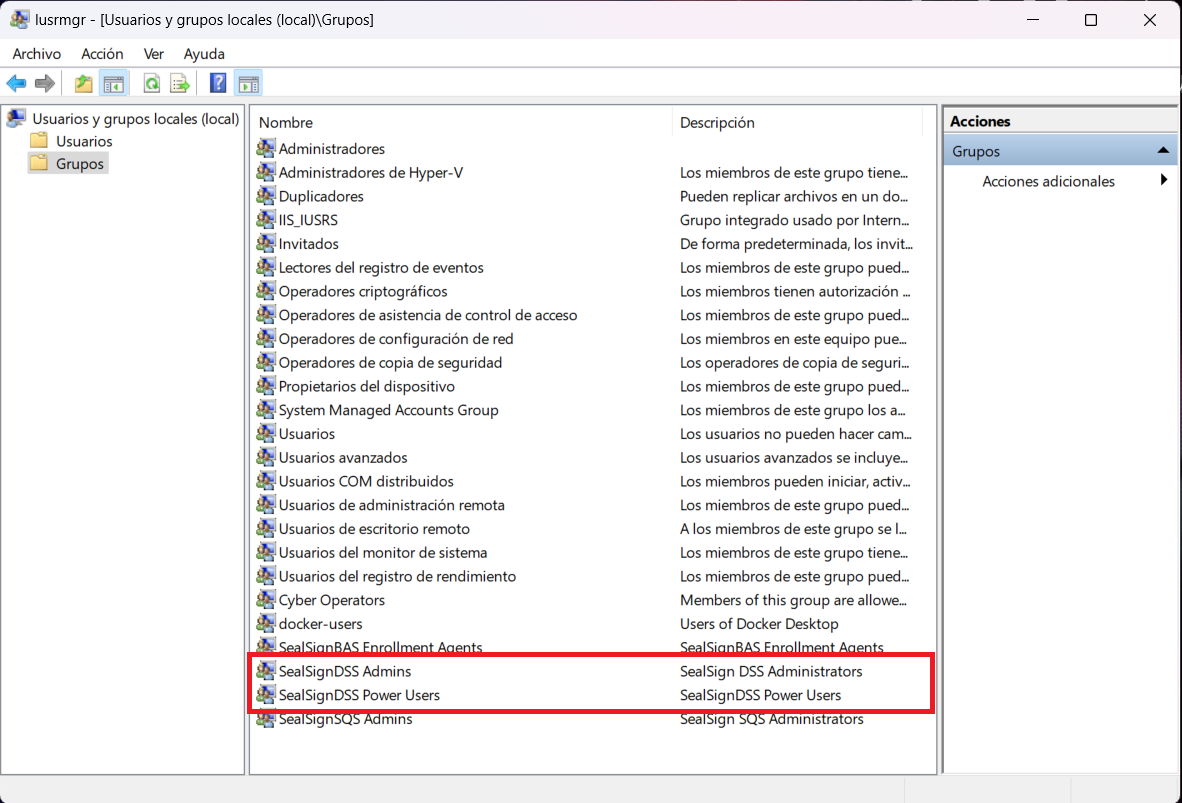 lusrmgr - [Usuarios y grupos locales (local)\Grupos]
Archivo Acción Ver Ayuda
Usuarios y grupos locales (local)
Usuarios
Grupos
Nombre Descripción
Administradores
Administradores de Hyper-V Los miembros de este grupo tiene...
Duplicadores Pueden replicar archivos en un do...
IIS_IUSRS Grupo integrado usado por Intern...
Invitados De forma predeterminada, los invit...
Lectores del registro de eventos Los miembros de este grupo pued...
Operadores criptográficos Los miembros tienen autorización ...
Operadores de asistencia de control de acceso Los miembros de este grupo pued...
Operadores de configuración de red Los miembros en este equipo pue...
Operadores de copia de seguridad Los operadores de copia de seguri...
Propietarios del dispositivo Los miembros de este grupo pued...
System Managed Accounts Group Los miembros de este grupo los a...
Usuarios Los usuarios no pueden hacer cam...
Usuarios avanzados Los usuarios avanzados se incluye...
Usuarios COM distribuidos Los miembros pueden iniciar, activ...
Usuarios de administración remota Los miembros de este grupo pued...
Usuarios de escritorio remoto A los miembros de este grupo se l...
Usuarios del monitor de sistema Los miembros de este grupo tiene...
Usuarios del registro de rendimiento Los miembros de este grupo pued...
Cyber Operators Members of this group are allowe...
docker-users Users of Docker Desktop
SealSignBAS Enrollment Agents SealSignBAS Enrollment Agents
SealSignDSS Admins SealSign DSS Administrators
SealSignDSS Power Users SealSignDSS Power Users
SealSignSQS Admins SealSign SQS Administrators
Acciones
Grupos
Acciones adicionales